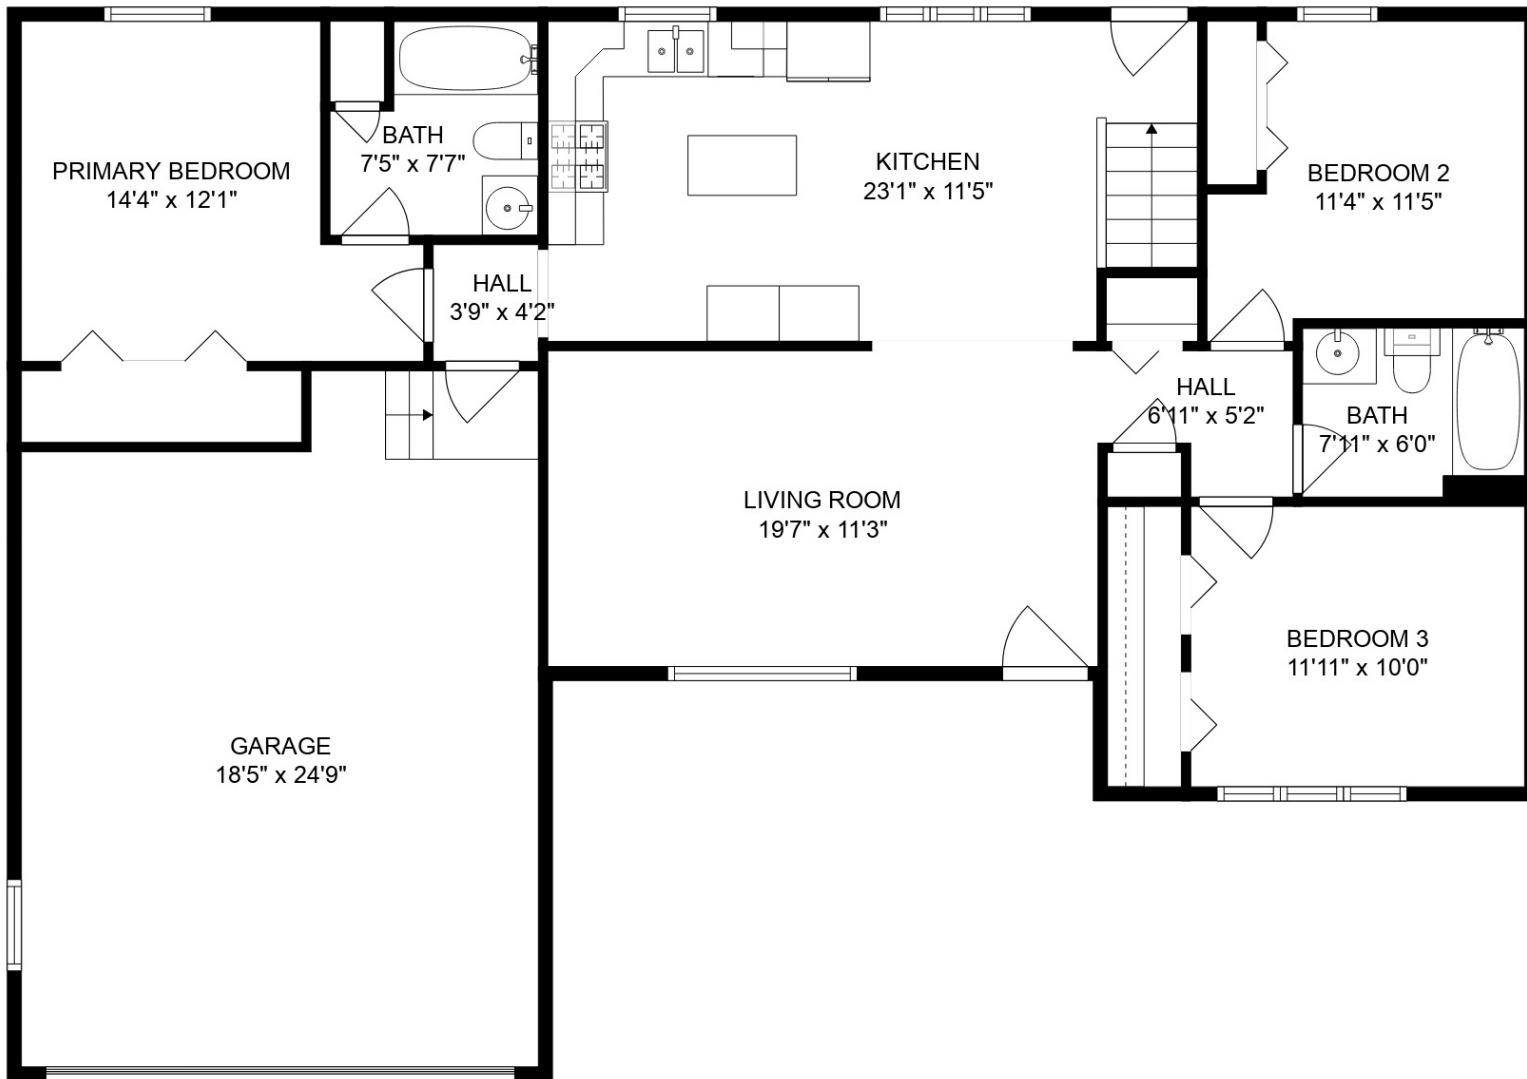 PRIMARY BEDROOM
14'4" x 12'1"
BATH
7'5" x 7'7"
HALL
3'9" x 4'2"
KITCHEN
23'1" x 11'5"
BEDROOM 2
11'4" x 11'5"
HALL
6'11" x 5'2"
BATH
7'11" x 6'0"
LIVING ROOM
19'7" x 11'3"
BEDROOM 3
11'11" x 10'0"
GARAGE
18'5" x 24'9"